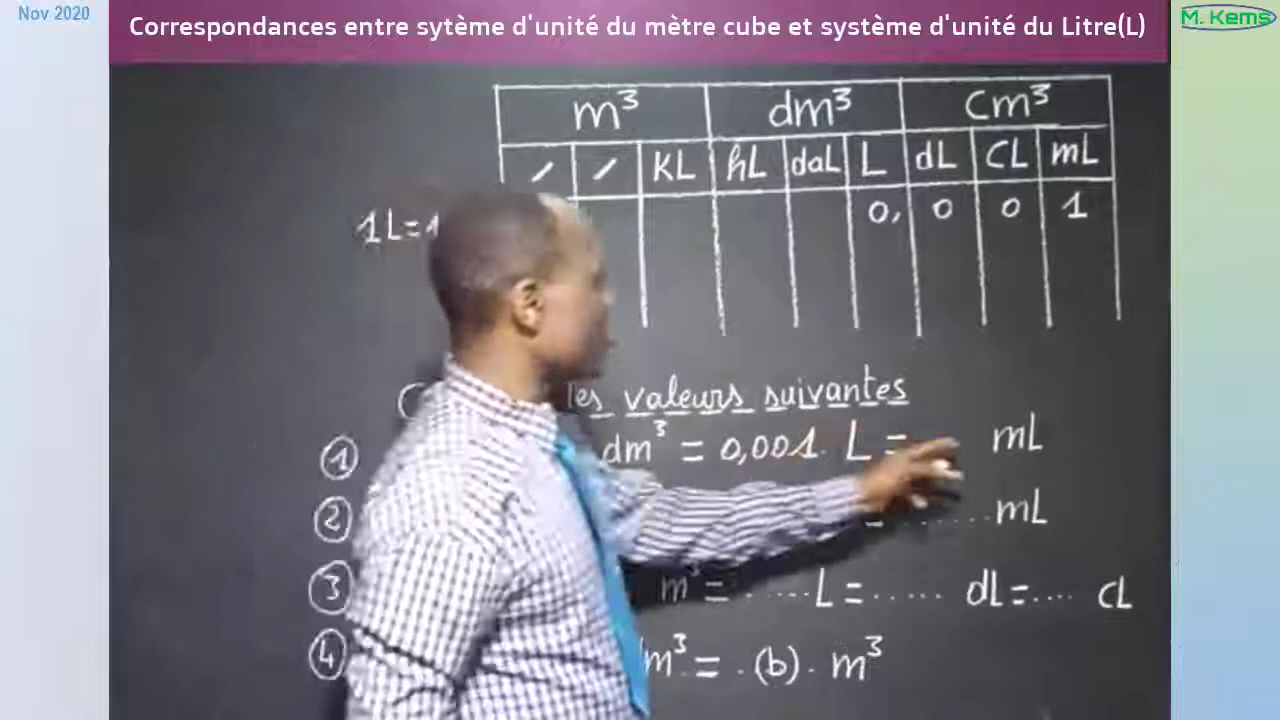 Nov 2020
Correspondances entre sytème d'unité du mètre cube et système d'unité du Litre(L)
M. Kems
m³ dm³ Cm³
/ / KL hL daL L dL CL mL
0, 0 0 1
1L=1
les valeurs suivantes
1 dm³ = 0,001. L = mL
2 = ...... mL
3 m³ = ..... L = ..... dL = .... CL
4 m³ = .(b). m³